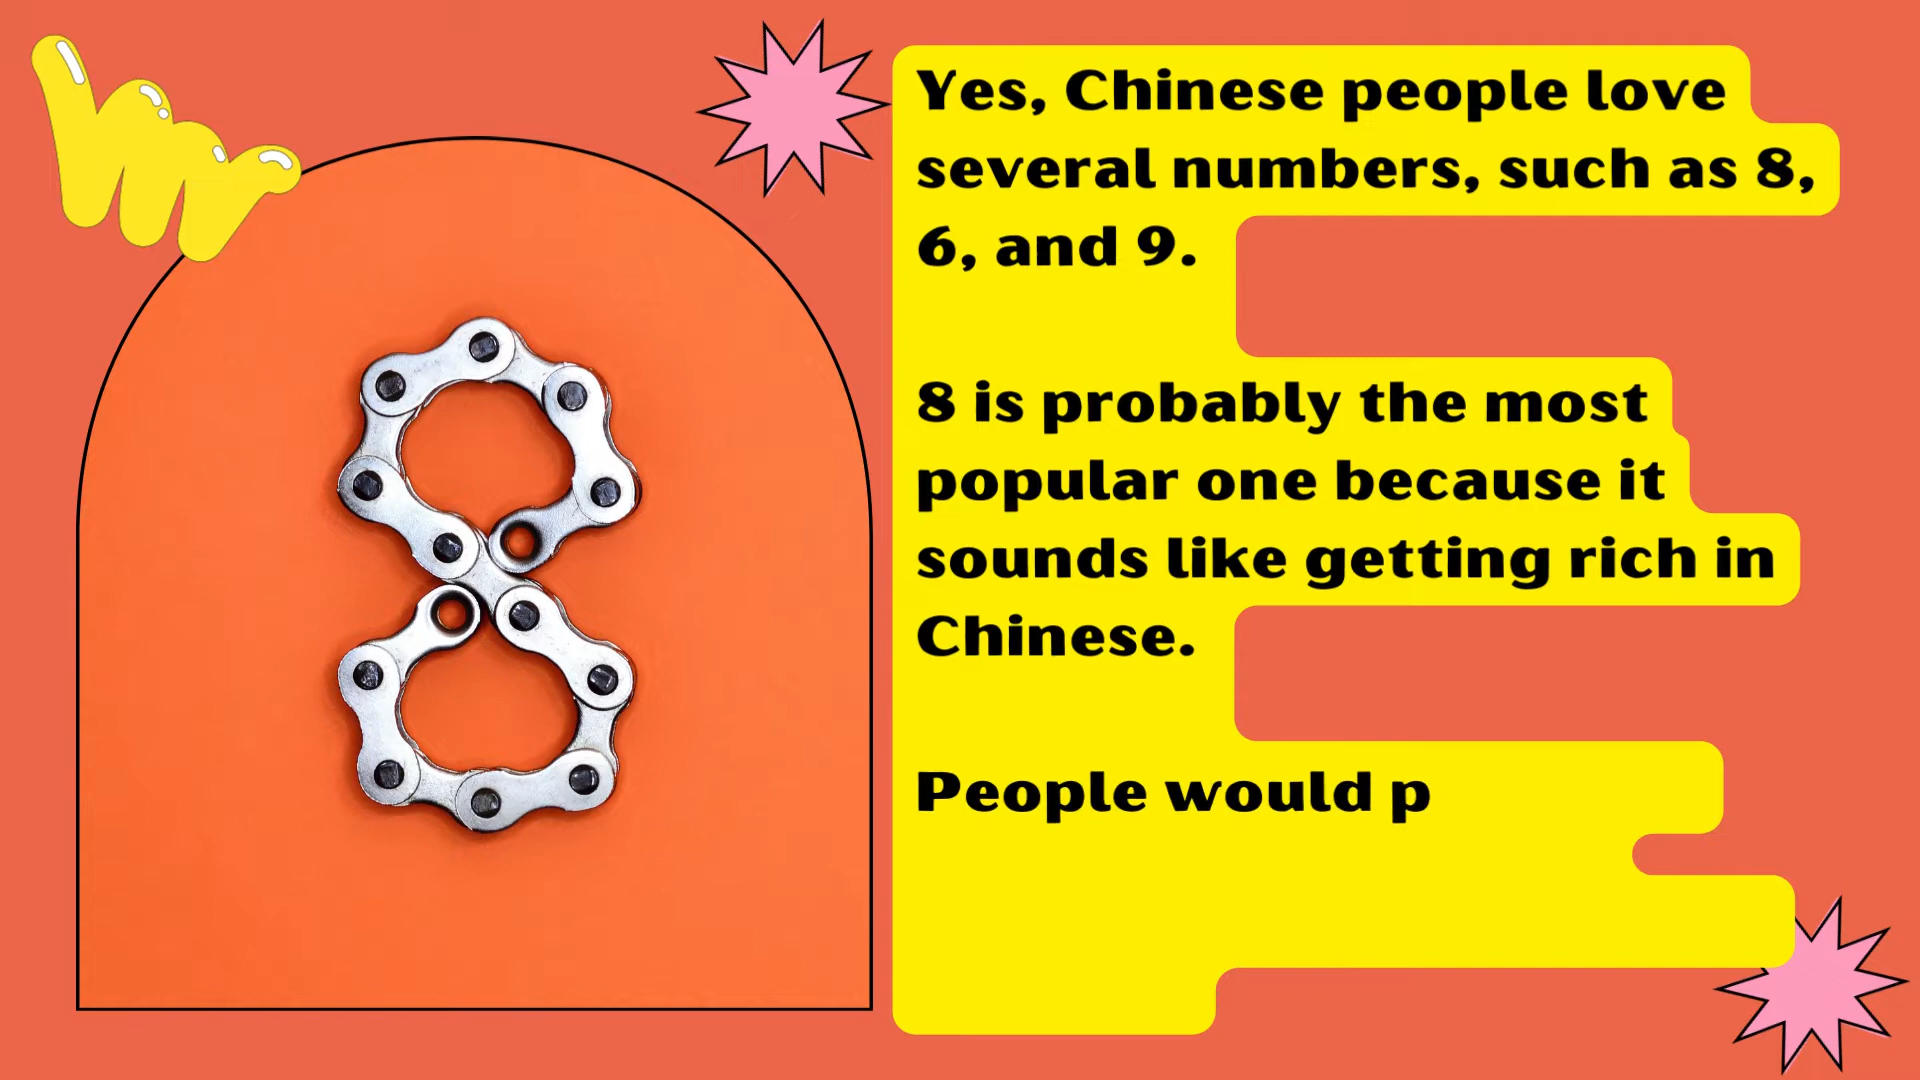 Yes, Chinese people love
several numbers, such as 8,
6, and 9.
8 is probably the most
popular one because it
sounds like getting rich in
Chinese.
People would p